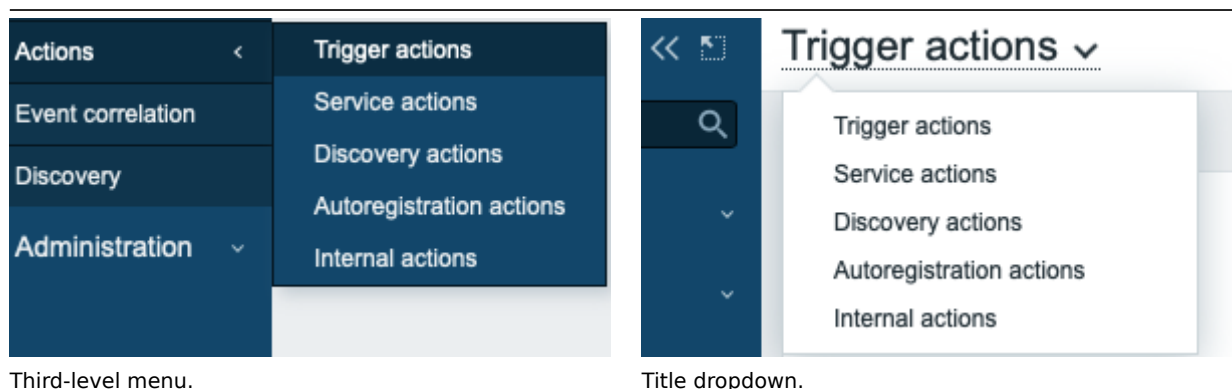 Actions
Event correlation
Discovery
Administration
Trigger actions
Service actions
Discovery actions
Autoregistration actions
Internal actions
Third-level menu.
Trigger actions
Trigger actions
Service actions
Discovery actions
Autoregistration actions
Internal actions
Title dropdown.